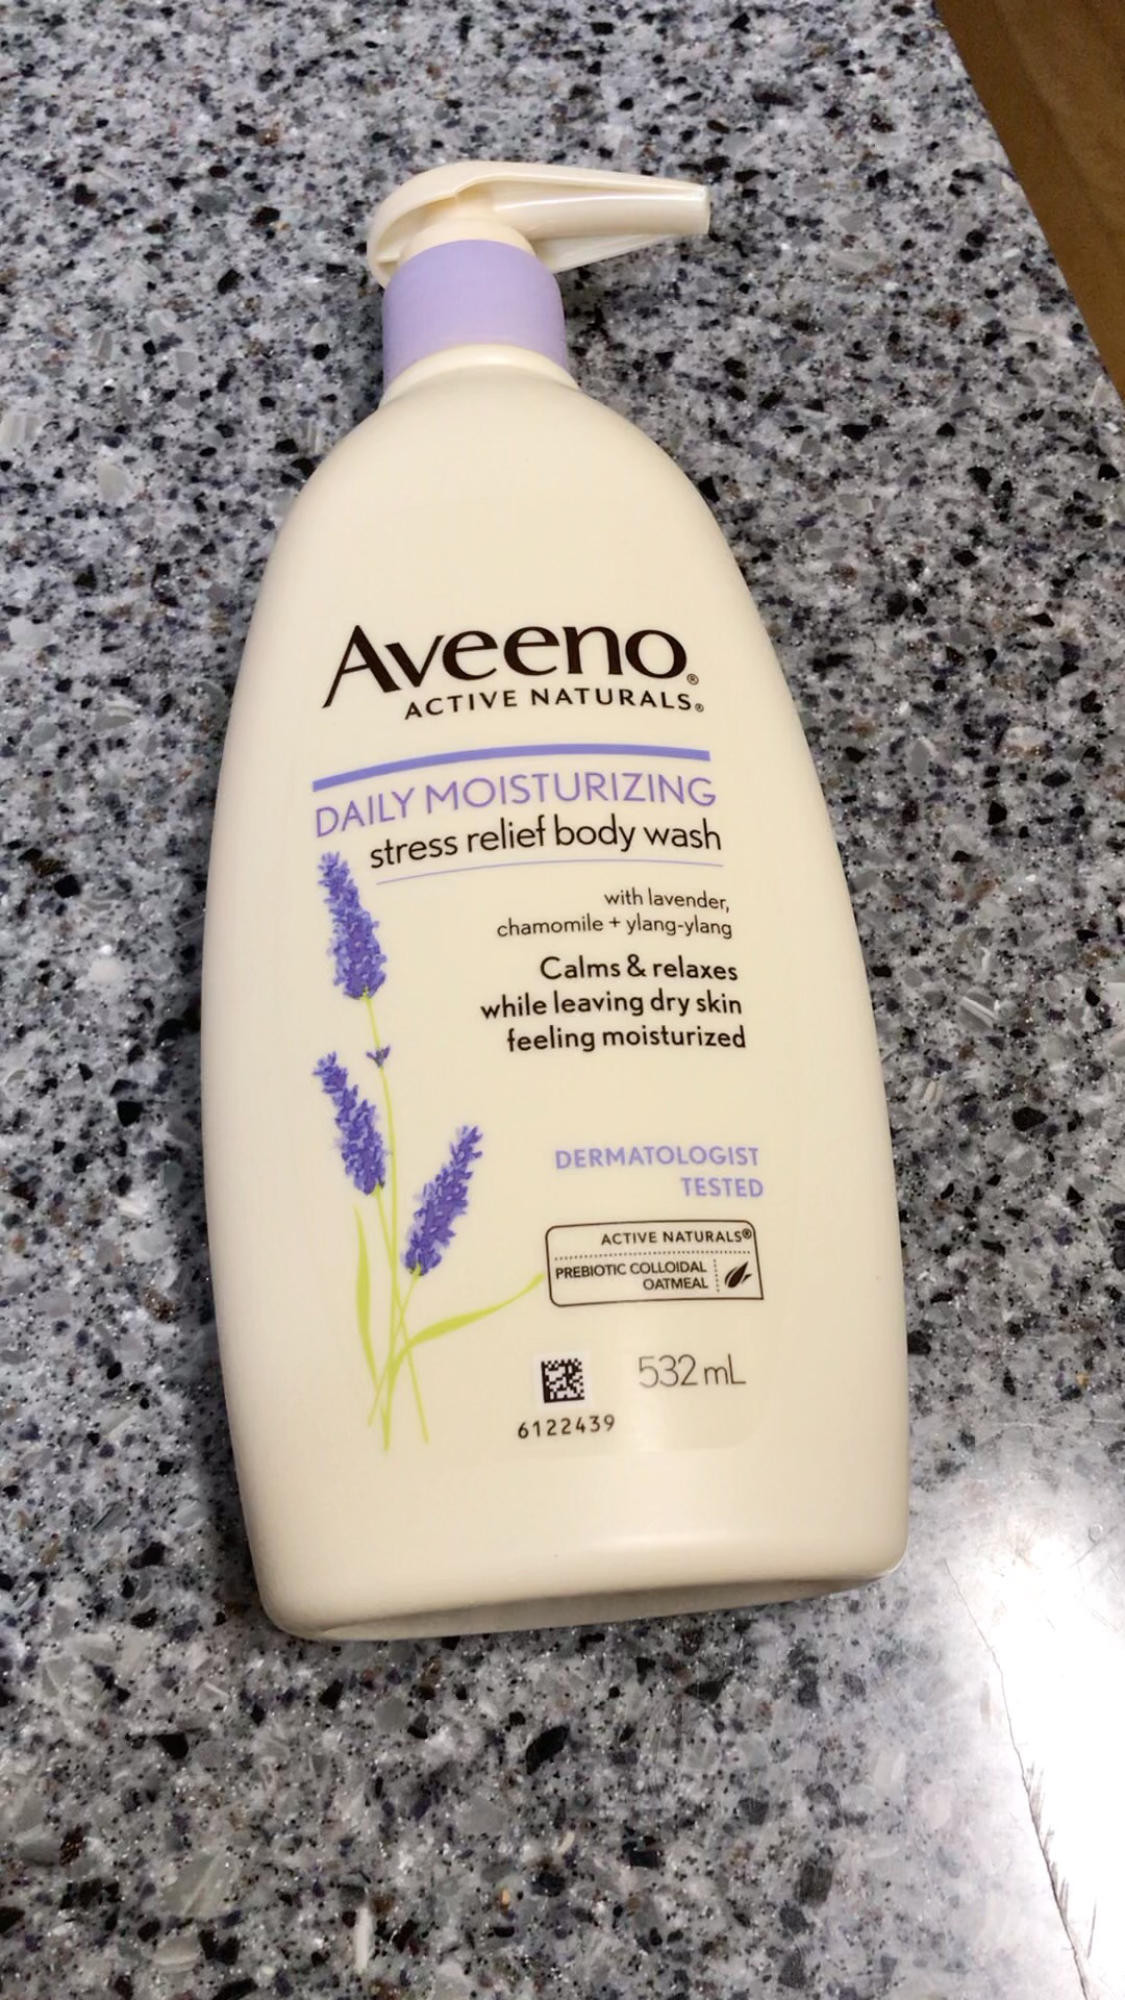 Aveeno®
ACTIVE NATURALS®
DAILY MOISTURIZING
stress relief body wash
with lavender,
chamomile + ylang-ylang
Calms & relaxes
while leaving dry skin
feeling moisturized
DERMATOLOGIST
TESTED
ACTIVE NATURALS®
PREBIOTIC COLLOIDAL
OATMEAL
532 mL
6122439